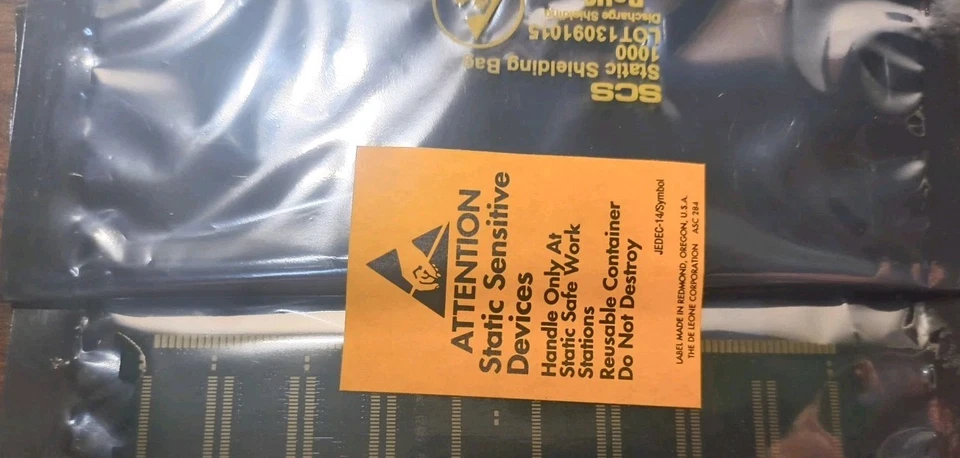 SCS
Static Shielding Bag
1000
LOT13091015
Discharge Shielding
RoHS
ATTENTION
Static Sensitive
Devices
Handle Only At
Static Safe Work
Stations
Reusable Container
Do Not Destroy
JEDEC-14/Symbol
LABEL MADE IN REDMOND, OREGON, U.S.A.
THE DE LEONE CORPORATION ASC 284